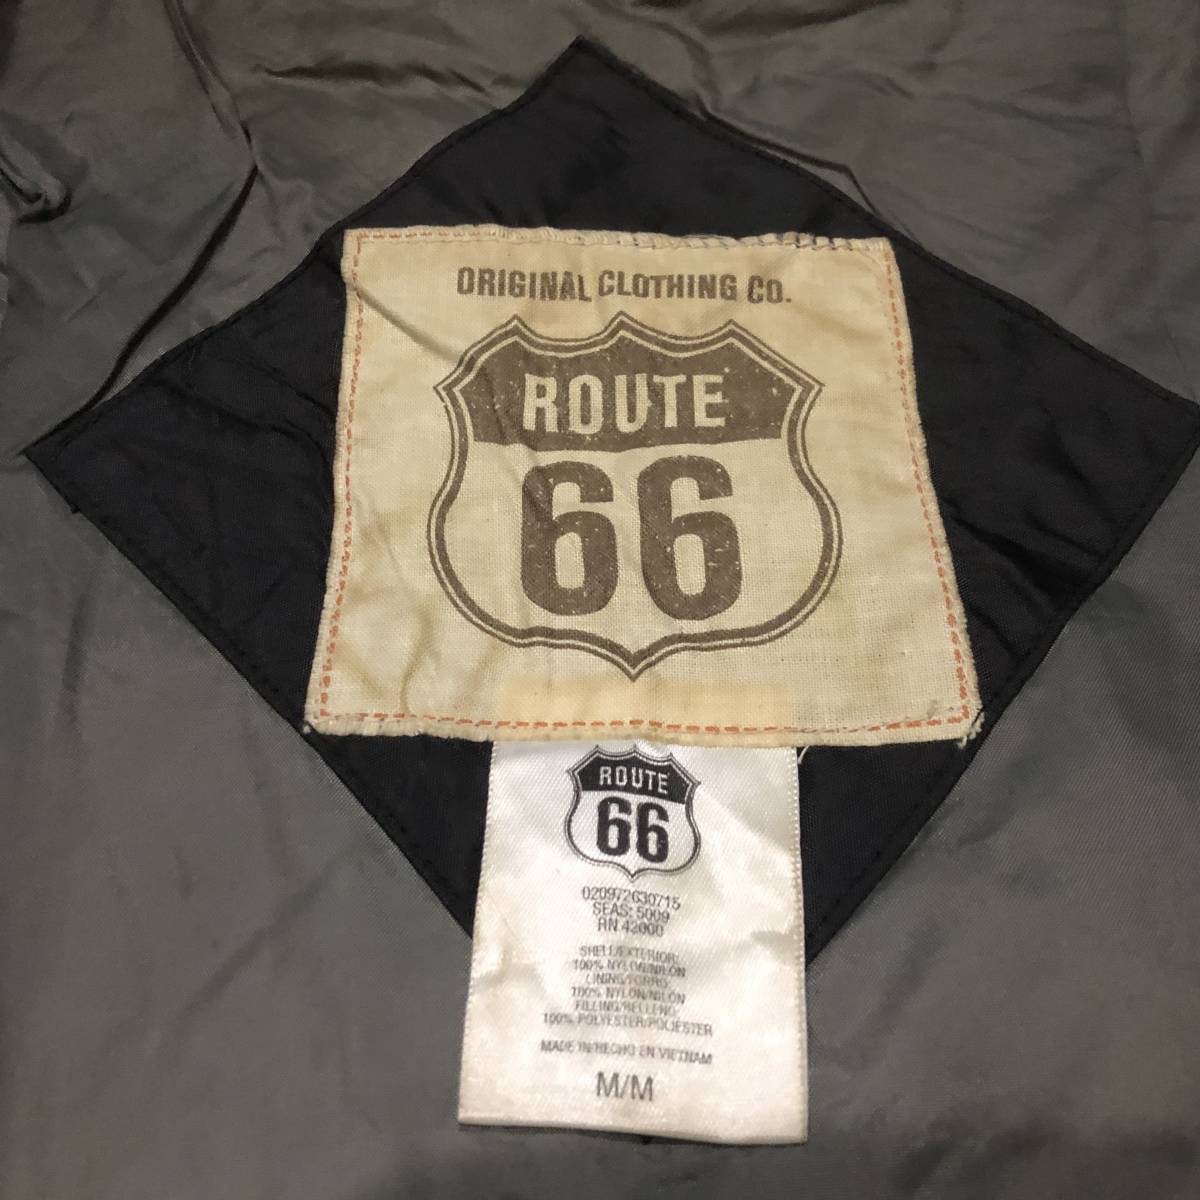 ORIGINAL CLOTHING CO.
ROUTE
66
ROUTE
66
020972630715
SEAS: 5009
RN 42000
SHELL/EXTERIOR:
100% NYLON/NILON
LINING/FORRO:
100% NYLON/NILON
FILLING/RELLENO:
100% POLYESTER/POLIESTER
MADE IN/HECHO EN VIETNAM
M/M